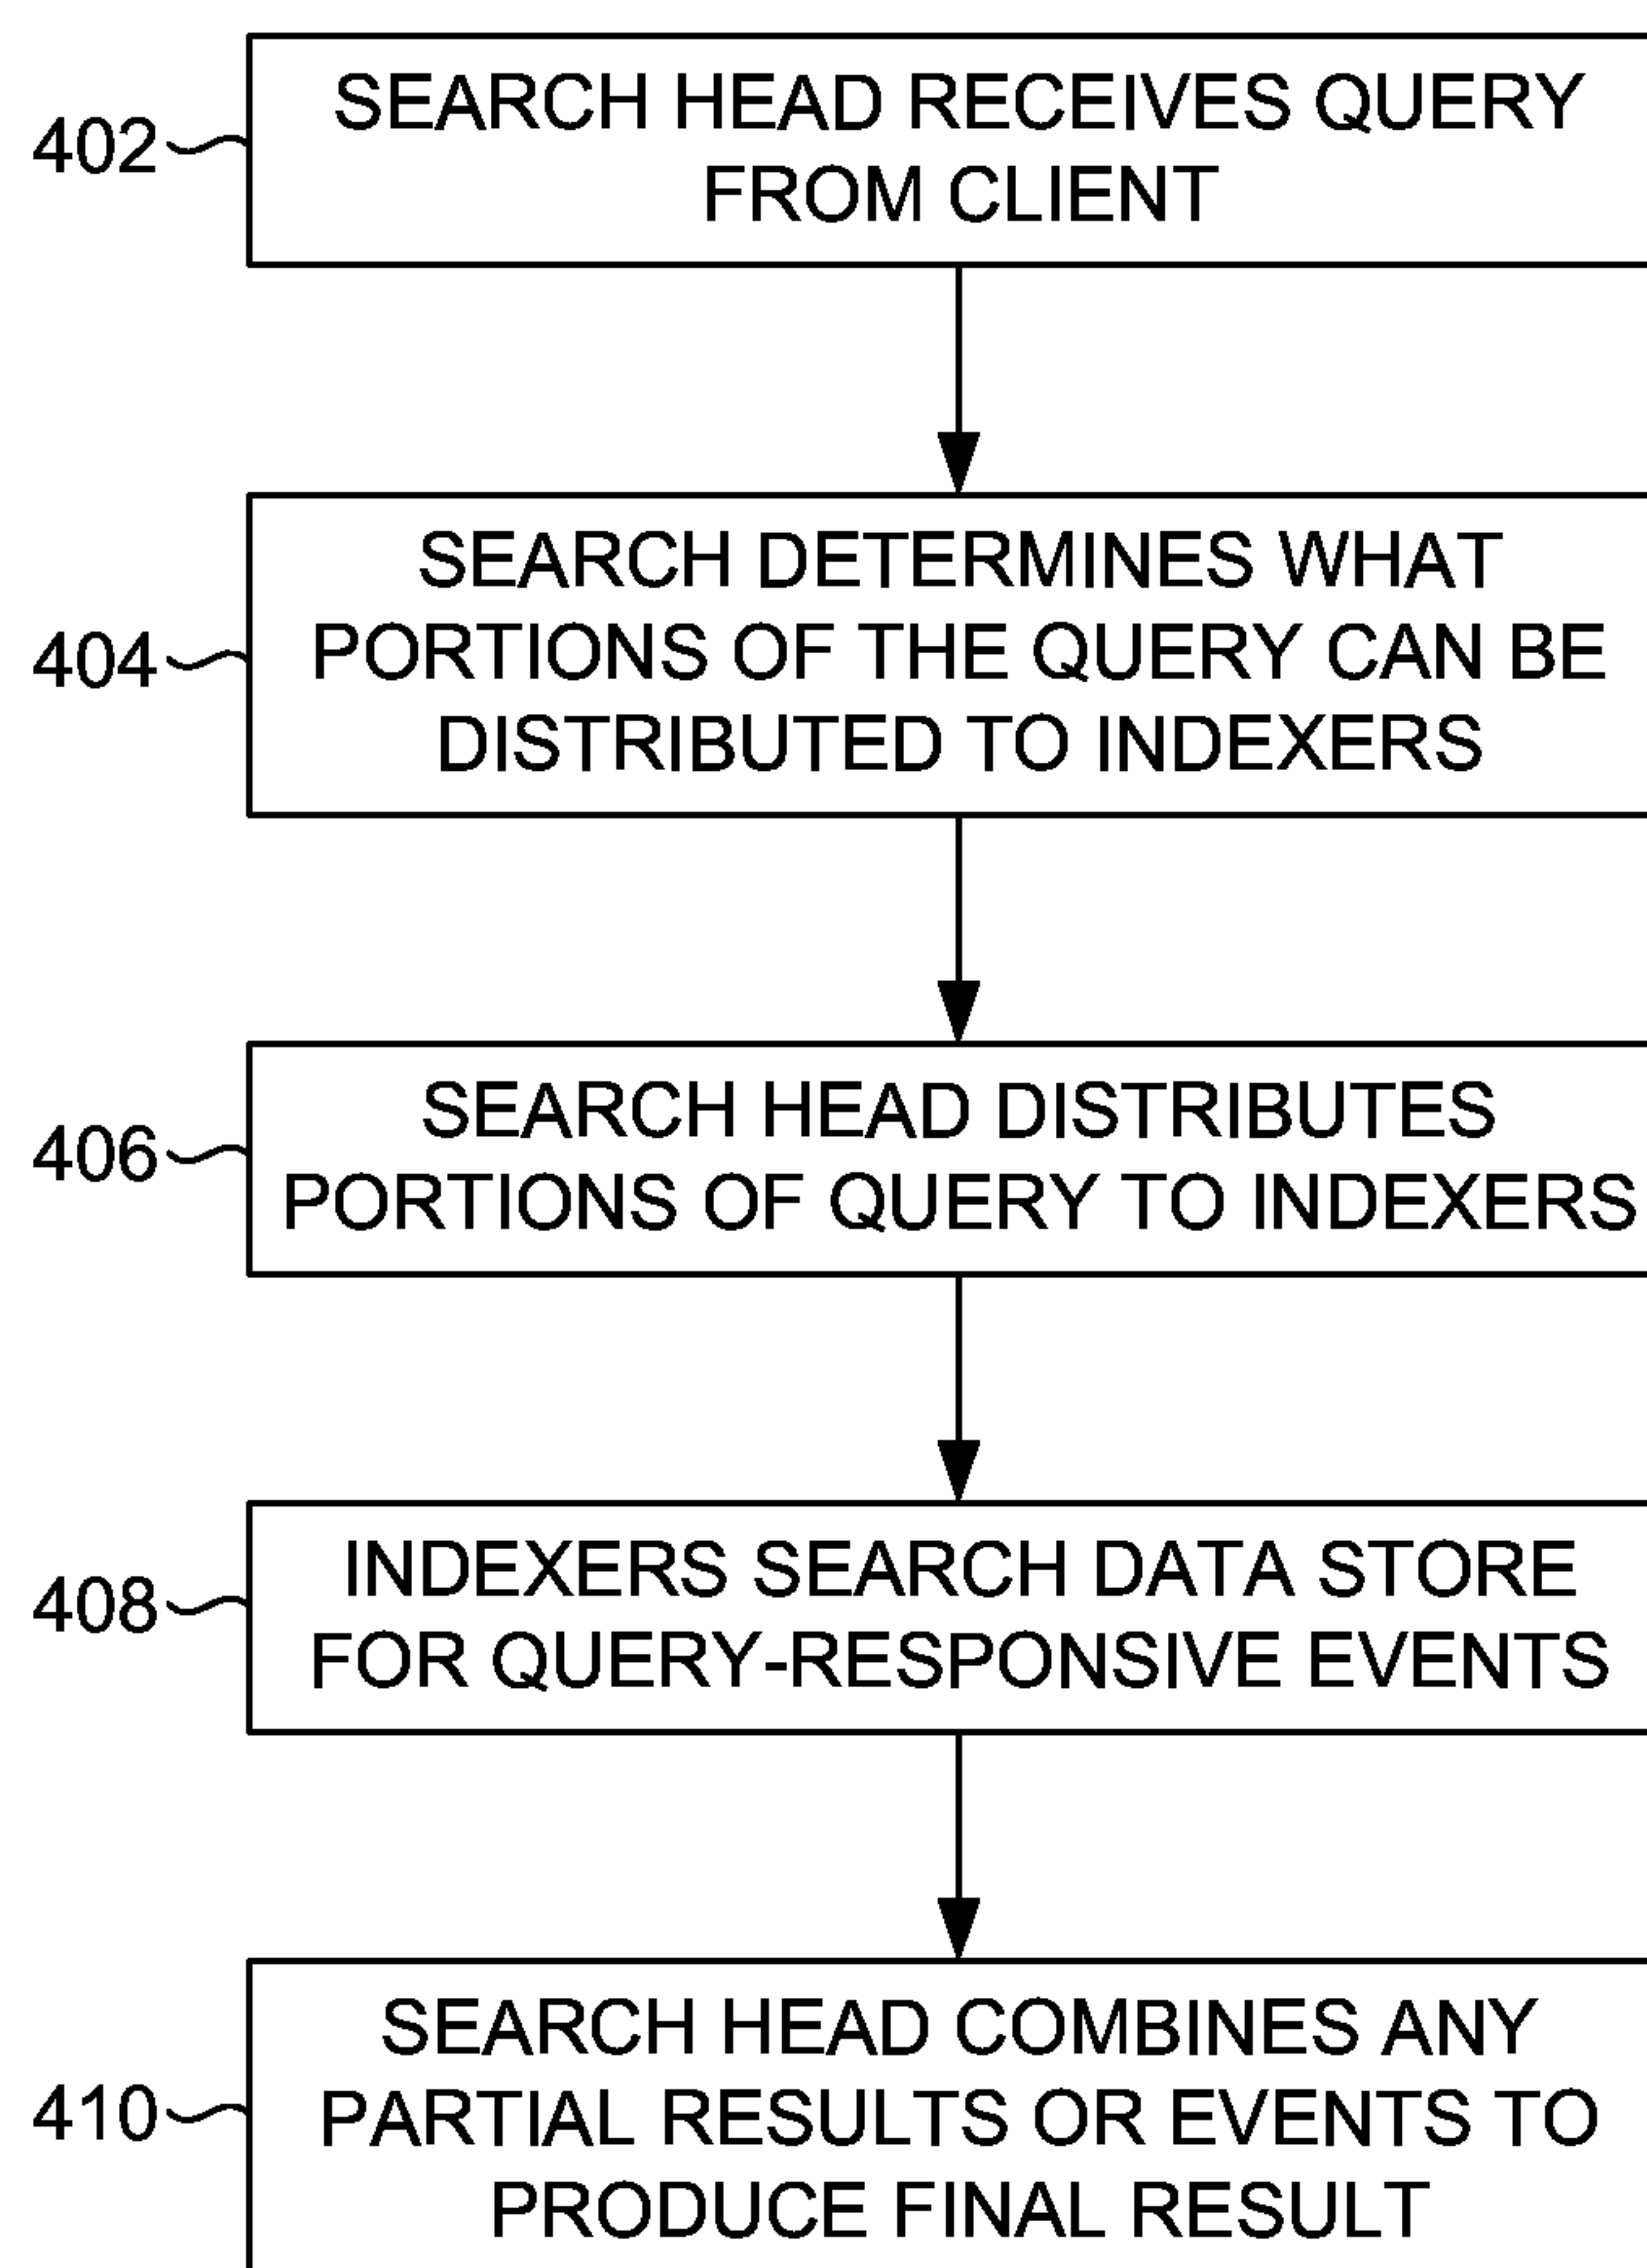 SEARCH HEAD RECEIVES QUERY
402
FROM CLIENT
SEARCH DETERMINES WHAT
404
PORTIONS OF THE QUERY CAN BE
DISTRIBUTED TO INDEXERS
SEARCH HEAD DISTRIBUTES
406
PORTIONS OF QUERY TO INDEXERS
INDEXERS SEARCH DATA STORE
408
FOR QUERY-RESPONSIVE EVENTS
SEARCH HEAD COMBINES ANY
410
PARTIAL RESULTS OR EVENTS TO
PRODUCE FINAL RESULT